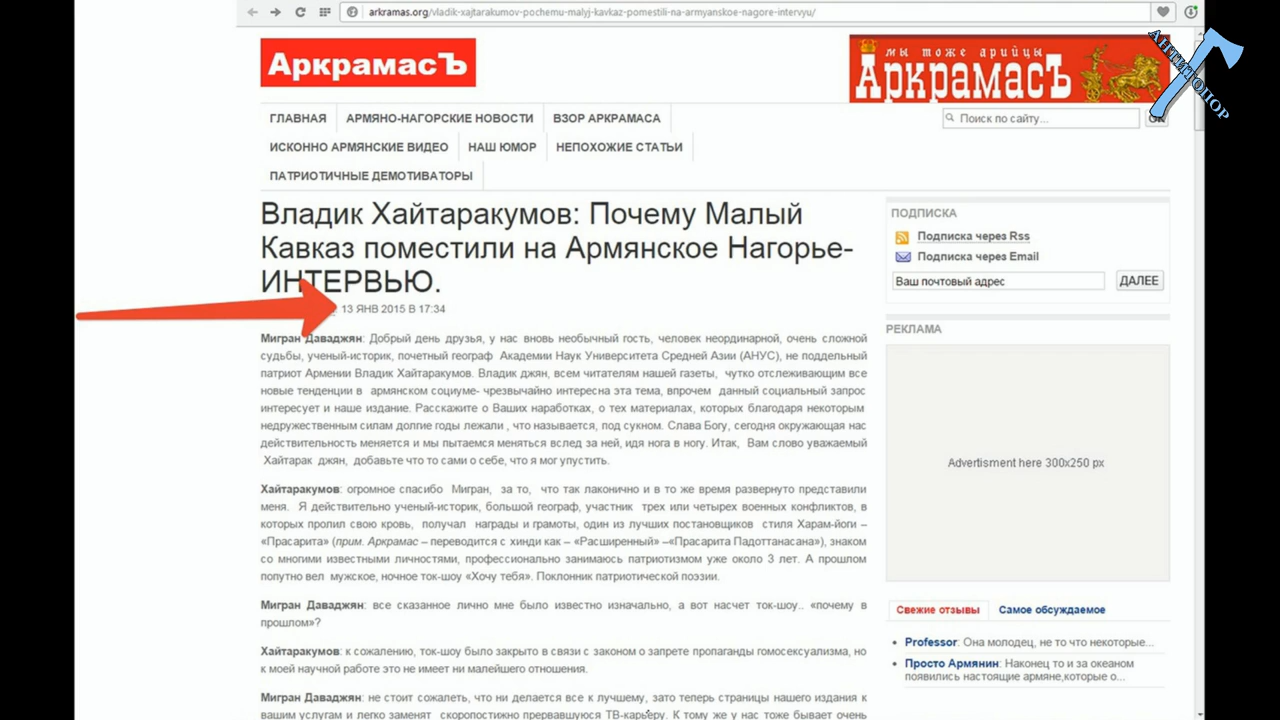 arkramas.org/vladik-xajtarakumov-pochemu-malyj-kavkaz-pomestili-na-armyanskoe-nagore-intervyu/
АркрамасЪ
мы тоже арийцы
АркрамасЪ
АНТИТОПОР
ГЛАВНАЯ
АРМЯНО-НАГОРСКИЕ НОВОСТИ
ВЗОР АРКРАМАСА
Поиск по сайту...
OK
ИСКОННО АРМЯНСКИЕ ВИДЕО
НАШ ЮМОР
НЕПОХОЖИЕ СТАТЬИ
ПАТРИОТИЧНЫЕ ДЕМОТИВАТОРЫ
Владик Хайтаракумов: Почему Малый
Кавказ поместили на Армянское Нагорье-
ИНТЕРВЬЮ.
13 ЯНВ 2015 В 17:34
Мигран Даваджян: Добрый день друзья, у нас вновь необычный гость, человек неординарной, очень сложной
судьбы, ученый-историк, почетный географ Академии Наук Университета Средней Азии (АНУС), не поддельный
патриот Армении Владик Хайтаракумов. Владик джян, всем читателям нашей газеты, чутко отслеживающим все
новые тенденции в армянском социуме- чрезвычайно интересна эта тема, впрочем данный социальный запрос
интересует и наше издание. Расскажите о Ваших наработках, о тех материалах, которых благодаря некоторым
недружественным силам долгие годы лежали , что называется, под сукном. Слава Богу, сегодня окружающая нас
действительность меняется и мы пытаемся меняться вслед за ней, идя нога в ногу. Итак, Вам слово уважаемый
Хайтарак джян, добавьте что то сами о себе, что я мог упустить.
Хайтаракумов: огромное спасибо Мигран, за то, что так лаконично и в то же время развернуто представили
меня. Я действительно ученый-историк, большой географ, участник трех или четырех военных конфликтов, в
которых пролил свою кровь, получал награды и грамоты, один из лучших постановщиков стиля Харам-йоги –
«Прасарита» (прим. Аркрамас – переводится с хинди как – «Расширенный» –«Прасарита Падоттанасана»), знаком
со многими известными личностями, профессионально занимаюсь патриотизмом уже около 3 лет. А прошлом
попутно вел мужское, ночное ток-шоу «Хочу тебя». Поклонник патриотической поэзии.
Мигран Даваджян: все сказанное лично мне было известно изначально, а вот насчет ток-шоу.. «почему в
прошлом»?
Хайтаракумов: к сожалению, ток-шоу было закрыто в связи с законом о запрете пропаганды гомосексуализма, но
к моей научной работе это не имеет ни малейшего отношения.
Мигран Даваджян: не стоит сожалеть, что ни делается все к лучшему, зато теперь страницы нашего издания к
вашим услугам и легко заменят скоропостижно прервавшуюся ТВ-карьеру. К тому же у нас тоже бывает очень
ПОДПИСКА
Подписка через Rss
Подписка через Email
Ваш почтовый адрес
ДАЛЕЕ
РЕКЛАМА
Advertisment here 300x250 px
Свежие отзывы
Самое обсуждаемое
Professor: Она молодец, не то что некоторые...
Просто Армянин: Наконец то и за океаном
появились настоящие армяне,которые о...